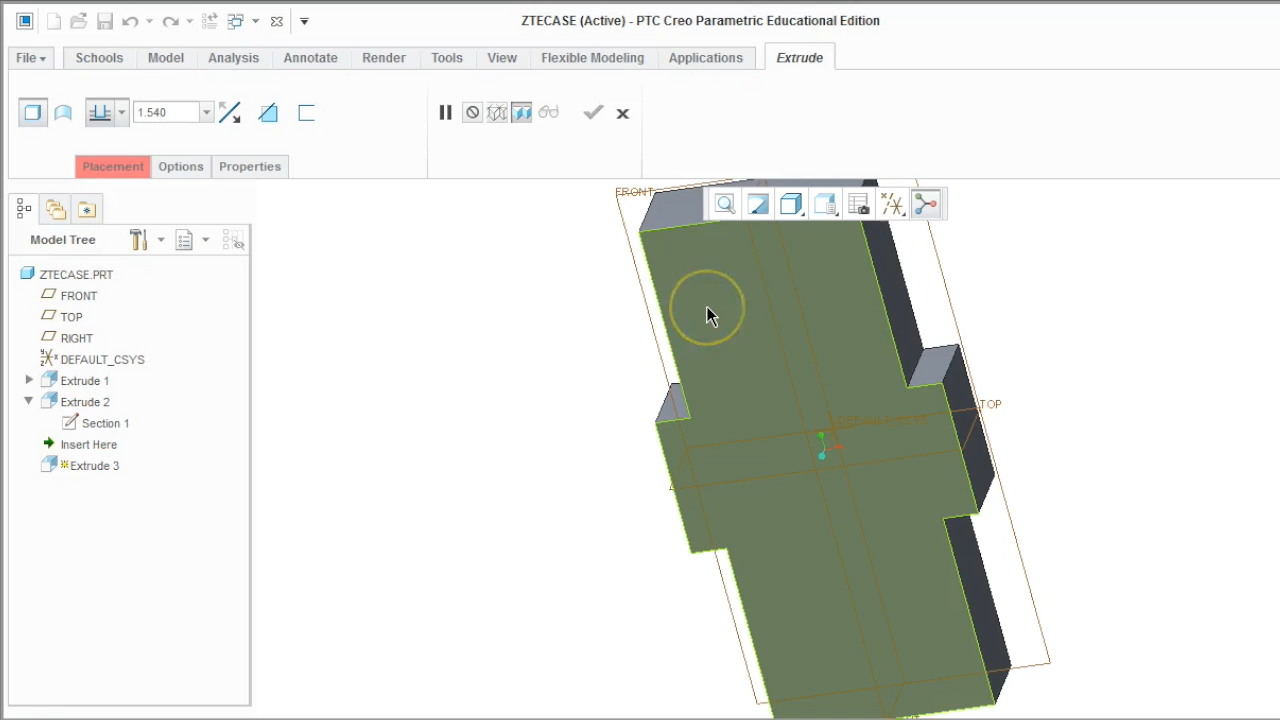 ZTECASE (Active) - PTC Creo Parametric Educational Edition
File Schools Model Analysis Annotate Render Tools View Flexible Modeling Applications Extrude
1.540
Placement Options Properties
FRONT
Model Tree
ZTECASE.PRT
FRONT
TOP
RIGHT
DEFAULT_CSYS
Extrude 1
Extrude 2
Section 1
Insert Here
Extrude 3
TOP
DEFAULT_CSYS